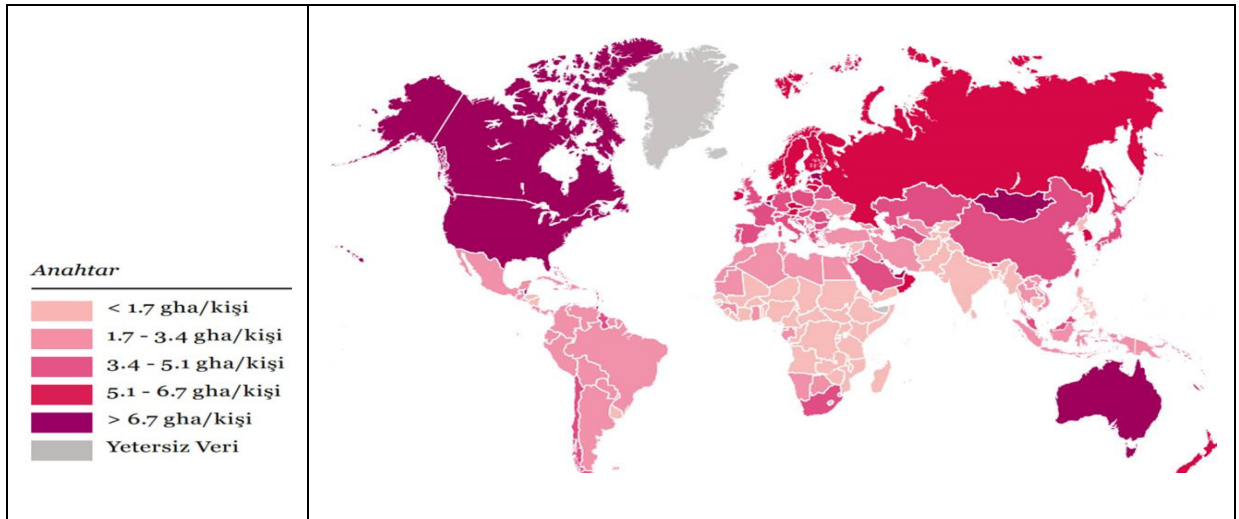 Anahtar
< 1.7 gha/kişi
1.7 - 3.4 gha/kişi
3.4 - 5.1 gha/kişi
5.1 - 6.7 gha/kişi
> 6.7 gha/kişi
Yetersiz Veri